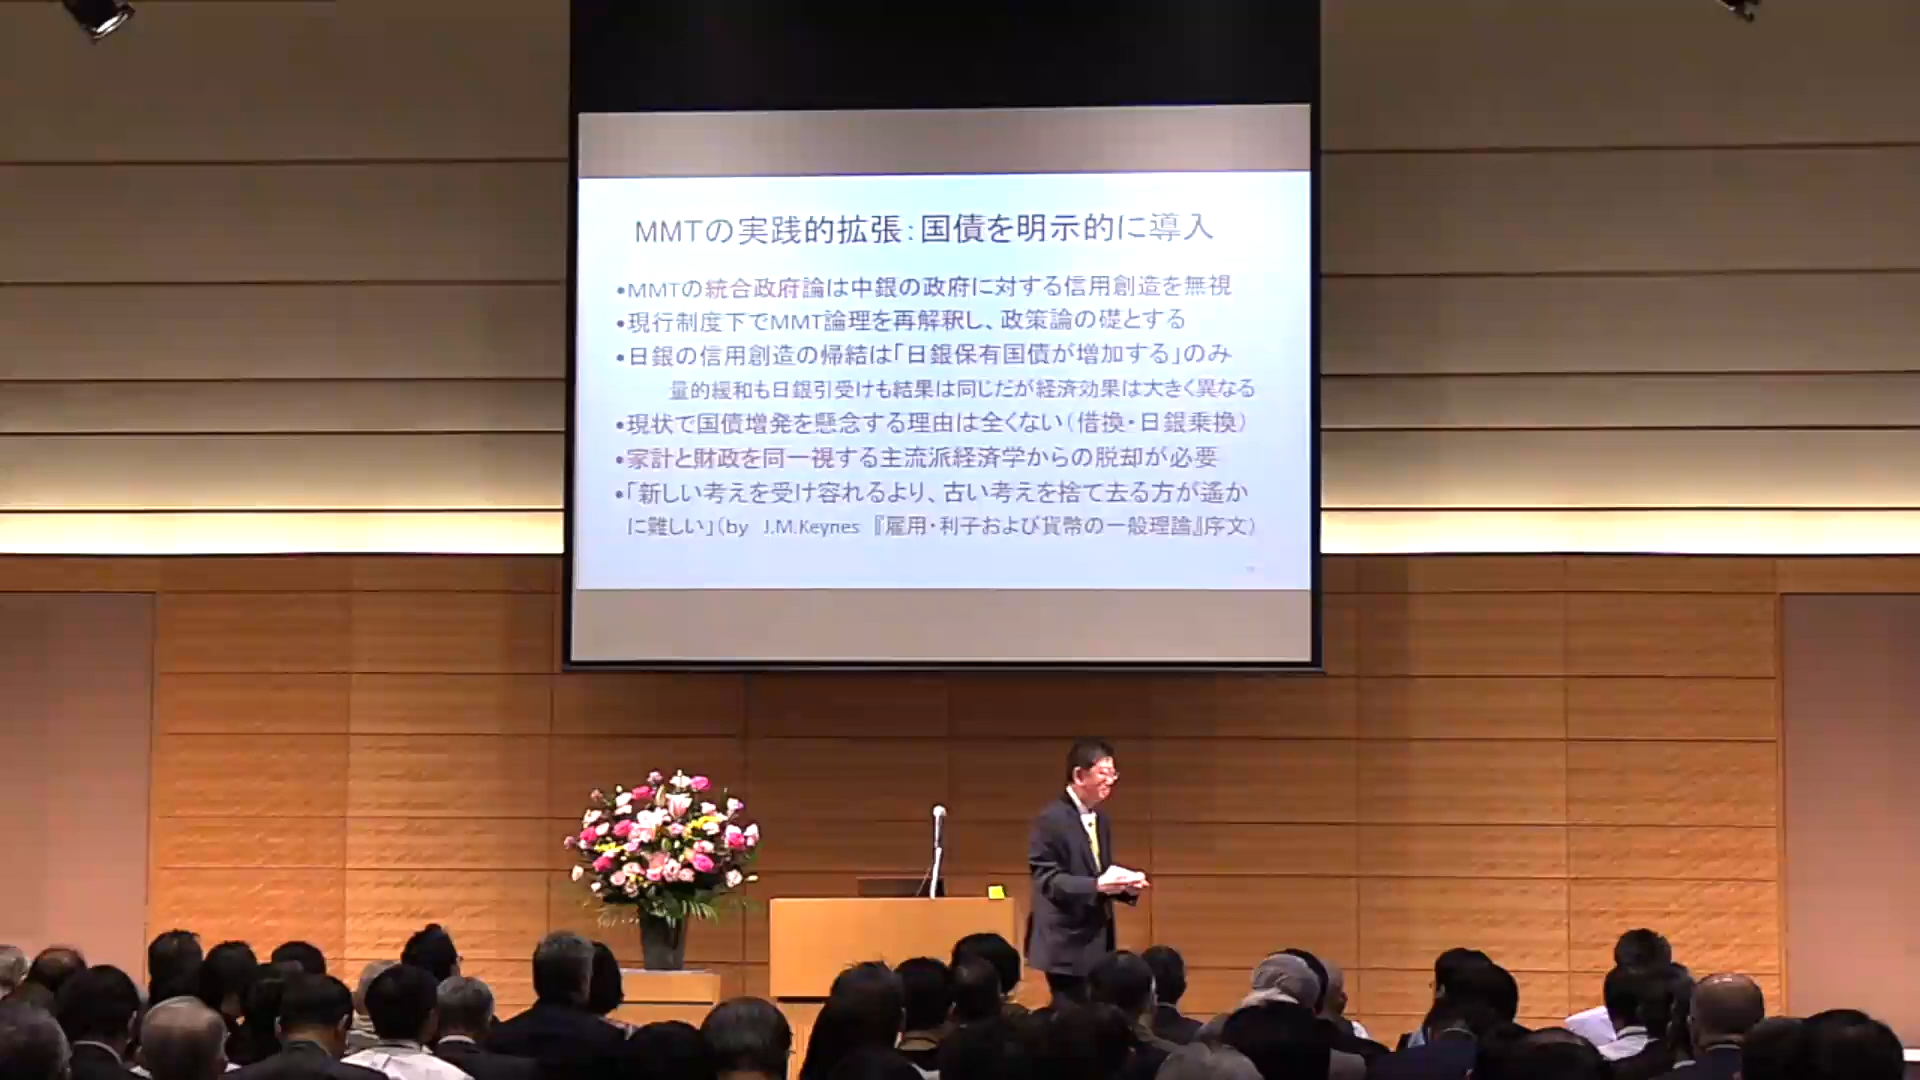 MMTの実践的拡張：国債を明示的に導入
•MMTの統合政府論は中銀の政府に対する信用創造を無視
•現行制度下でMMT論理を再解釈し、政策論の礎とする
•日銀の信用創造の帰結は「日銀保有国債が増加する」のみ
量的緩和も日銀引受けも結果は同じだが経済効果は大きく異なる
•現状で国債増発を懸念する理由は全くない（借換・日銀乗換）
•家計と財政を同一視する主流派経済学からの脱却が必要
•「新しい考えを受け容れるより、古い考えを捨て去る方が遙か
に難しい」（by J.M.Keynes 『雇用・利子および貨幣の一般理論』序文）